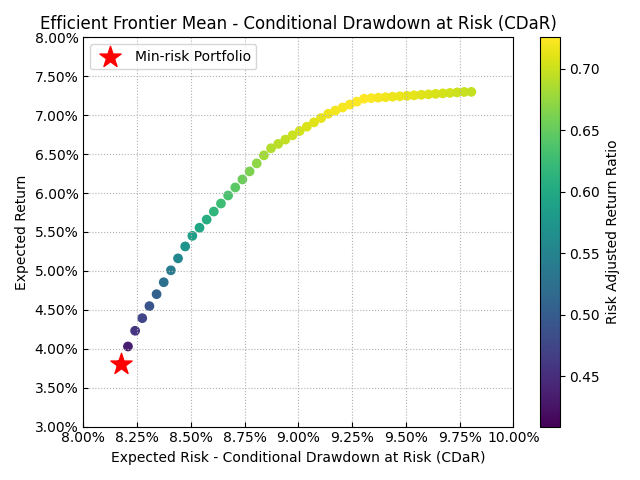 Efficient Frontier Mean - Conditional Drawdown at Risk (CDaR)
Min-risk Portfolio
8.00%
7.50%
7.00%
6.50%
6.00%
5.50%
5.00%
4.50%
4.00%
3.50%
3.00%
Expected Return
8.00% 8.25% 8.50% 8.75% 9.00% 9.25% 9.50% 9.75% 10.00%
Expected Risk - Conditional Drawdown at Risk (CDaR)
0.70
0.65
0.60
0.55
0.50
0.45
Risk Adjusted Return Ratio